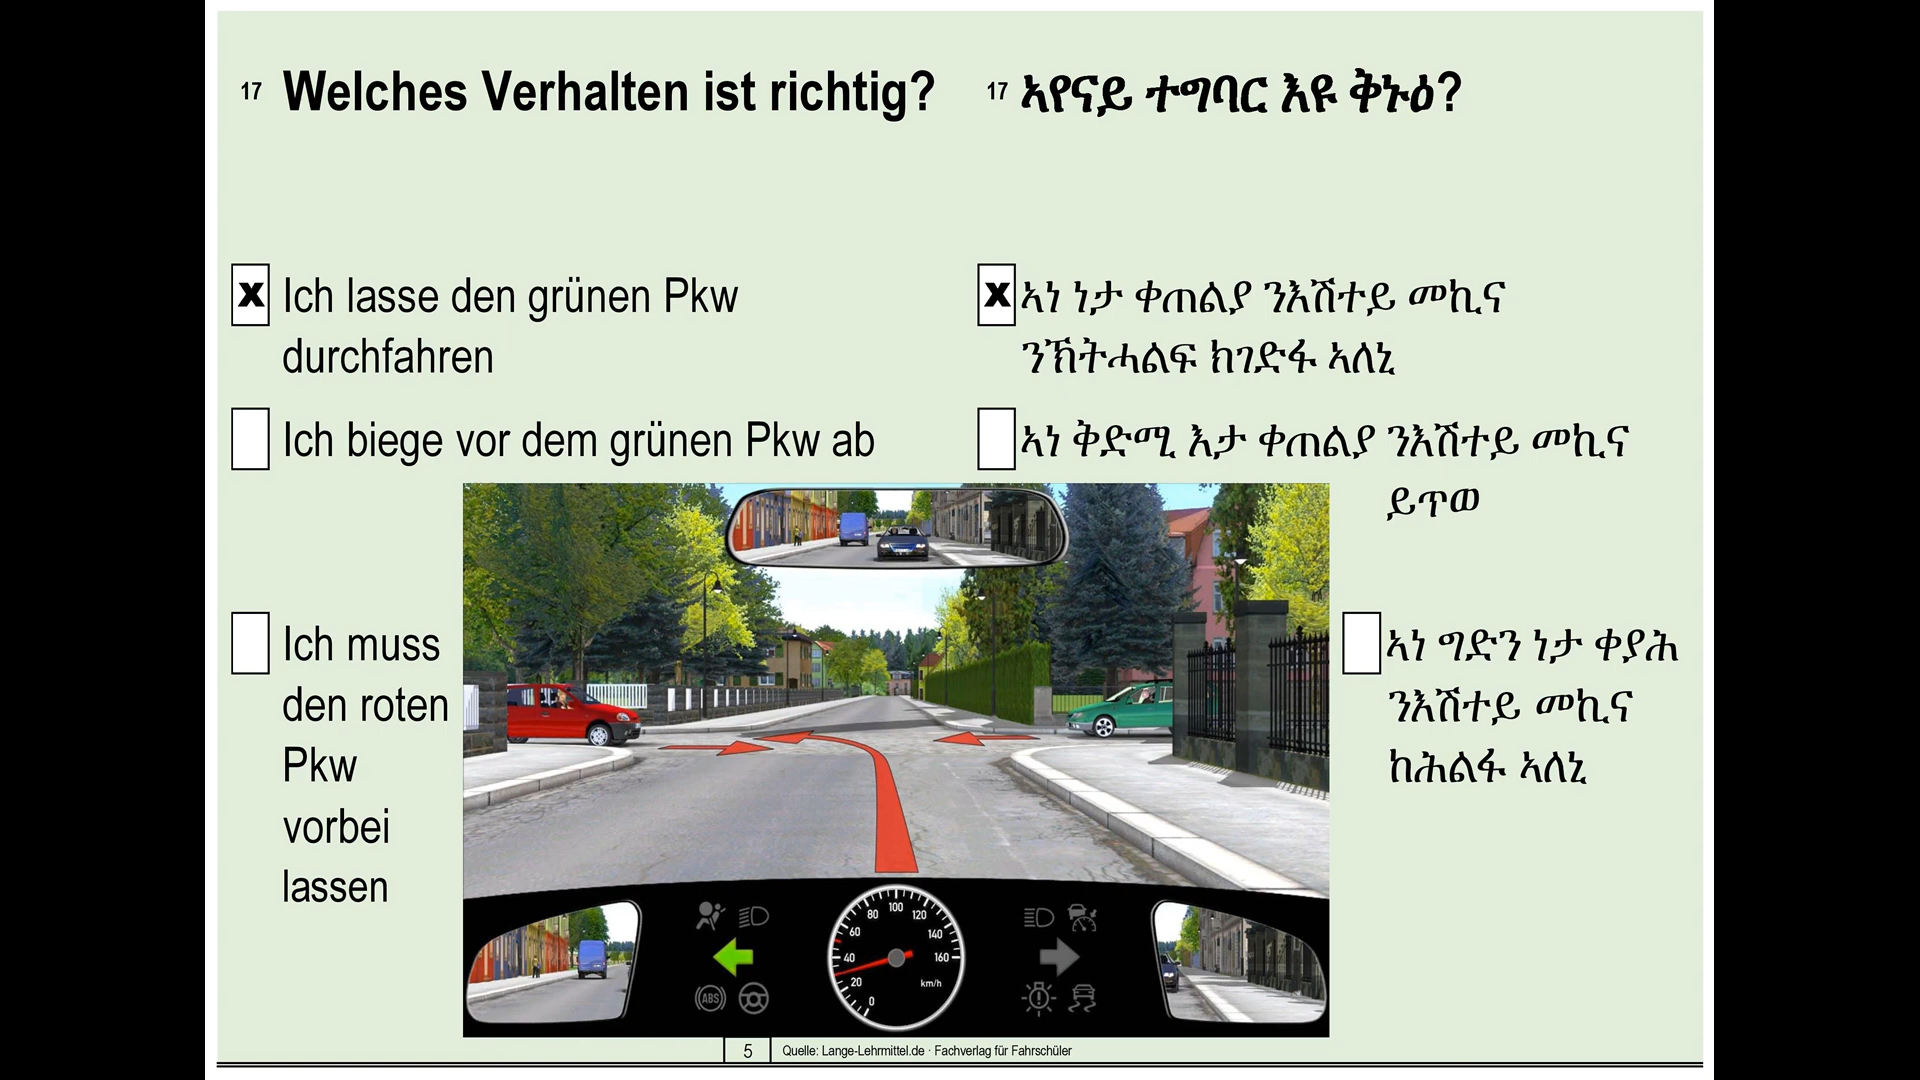 17 Welches Verhalten ist richtig?
17 ኣየናይ ተግባር እዩ ቅኑዕ?
x Ich lasse den grünen Pkw
durchfahren
x ኣነ ነታ ቀጠልያ ንእሽተይ መኪና
ንኽትሓልፍ ክገድፋ ኣለኒ
Ich biege vor dem grünen Pkw ab
ኣነ ቅድሚ እታ ቀጠልያ ንእሽተይ መኪና
ይጥወ
Ich muss
den roten
Pkw
vorbei
lassen
ኣነ ግድን ነታ ቀያሕ
ንእሽተይ መኪና
ከሕልፋ ኣለኒ
0 20 40 60 80 100 120 140 160
km/h
ABS
5 Quelle: Lange-Lehrmittel.de · Fachverlag für Fahrschüler